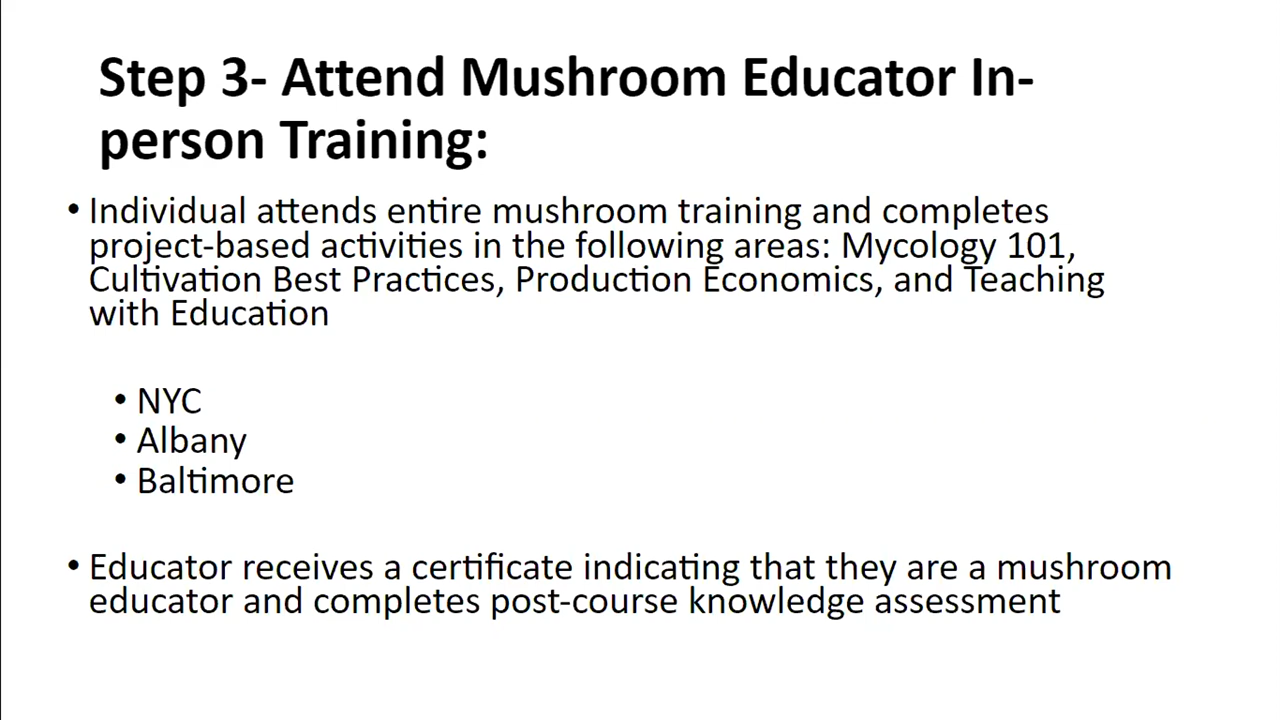 Step 3- Attend Mushroom Educator In-
person Training:
• Individual attends entire mushroom training and completes
project-based activities in the following areas: Mycology 101,
Cultivation Best Practices, Production Economics, and Teaching
with Education
• NYC
• Albany
• Baltimore
• Educator receives a certificate indicating that they are a mushroom
educator and completes post-course knowledge assessment